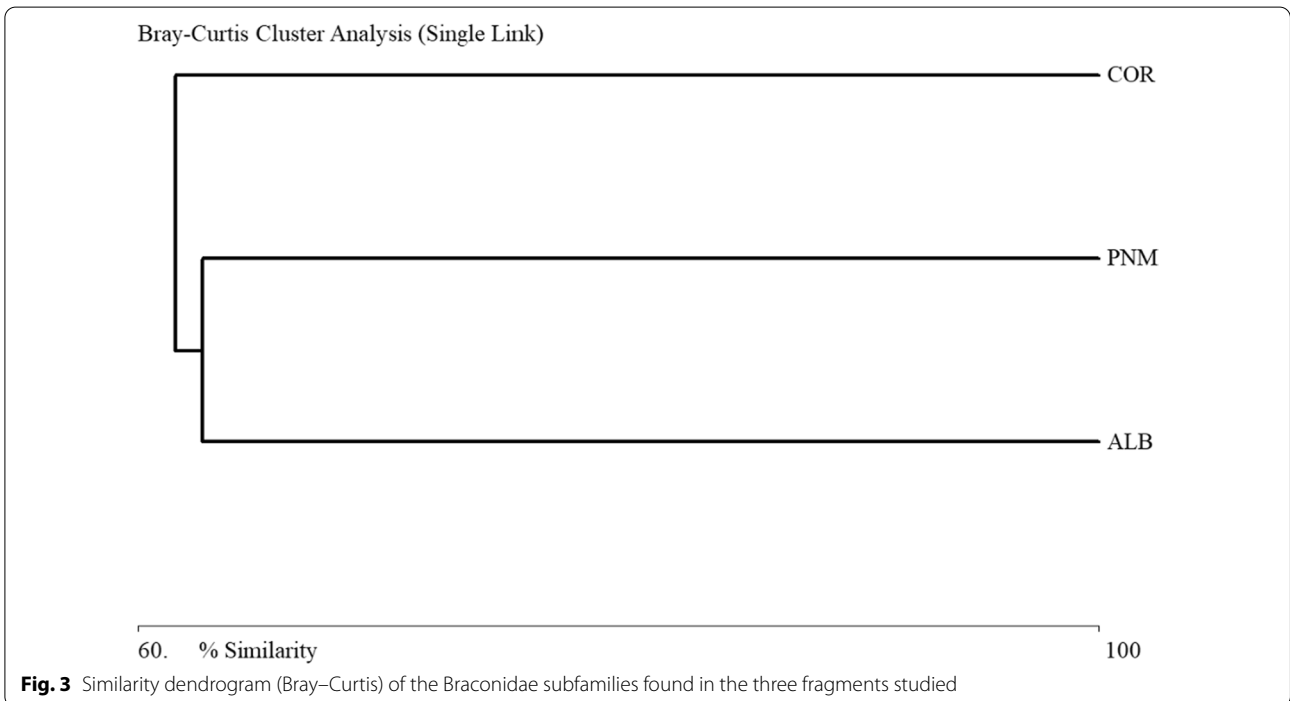 Bray-Curtis Cluster Analysis (Single Link)
COR
PNM
ALB
60. % Similarity 100
Fig. 3 Similarity dendrogram (Bray–Curtis) of the Braconidae subfamilies found in the three fragments studied